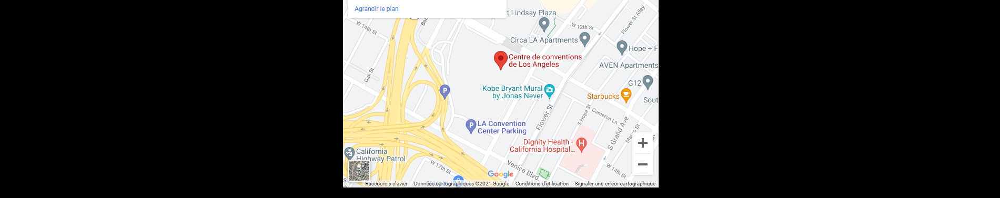 Agrandir le plan
t Lindsay Plaza
W 14th St
W 12th St
Flower St Alley
Circa LA Apartments
Hope + F
Centre de conventions
de Los Angeles
AVEN Apartments
Oak St
G12
Kobe Bryant Mural
by Jonas Never
Starbucks
Sout
Flower St
S Hope St
Cameron Ln
LA Convention
Center Parking
S Grand Ave
Dignity Health -
California Hospital...
California
Highway Patrol
W 17th St
Venice Blvd
W 14th St
Google
Raccourcis clavier
Données cartographiques ©2021 Google
Conditions d'utilisation
Signaler une erreur cartographique